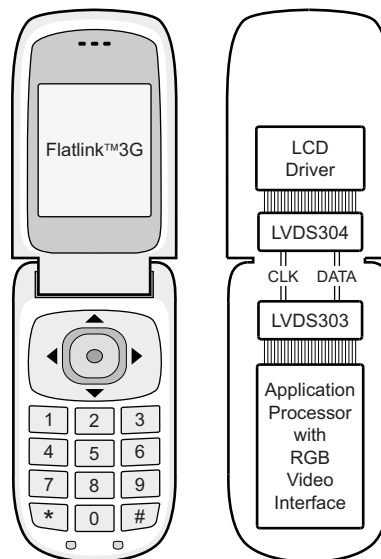 Flatlink™3G
1 2 3
4 5 6
7 8 9
* 0 #
LCD
Driver
LVDS304
CLK DATA
LVDS303
Application
Processor
with
RGB
Video
Interface